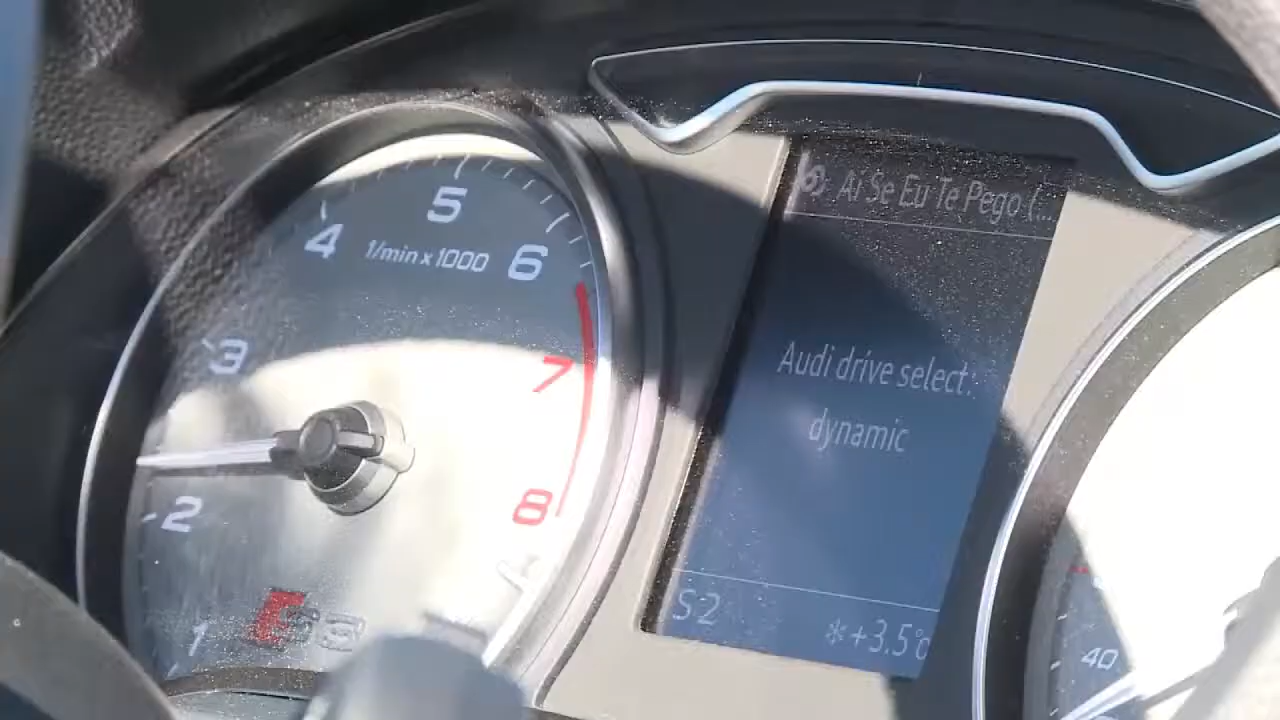 Ai Se Eu Te Pego (...
Audi drive select:
dynamic
S2
*+3.5°C
1/min x 1000
1
2
3
4
5
6
7
8
S3
40